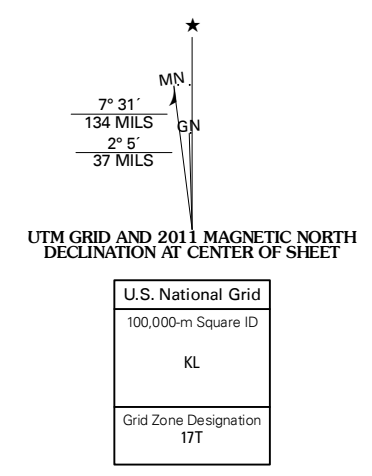 ★
MN
7° 31´
134 MILS
GN
2° 5´
37 MILS
UTM GRID AND 2011 MAGNETIC NORTH
DECLINATION AT CENTER OF SHEET
U.S. National Grid
100,000-m Square ID
KL
Grid Zone Designation
17T